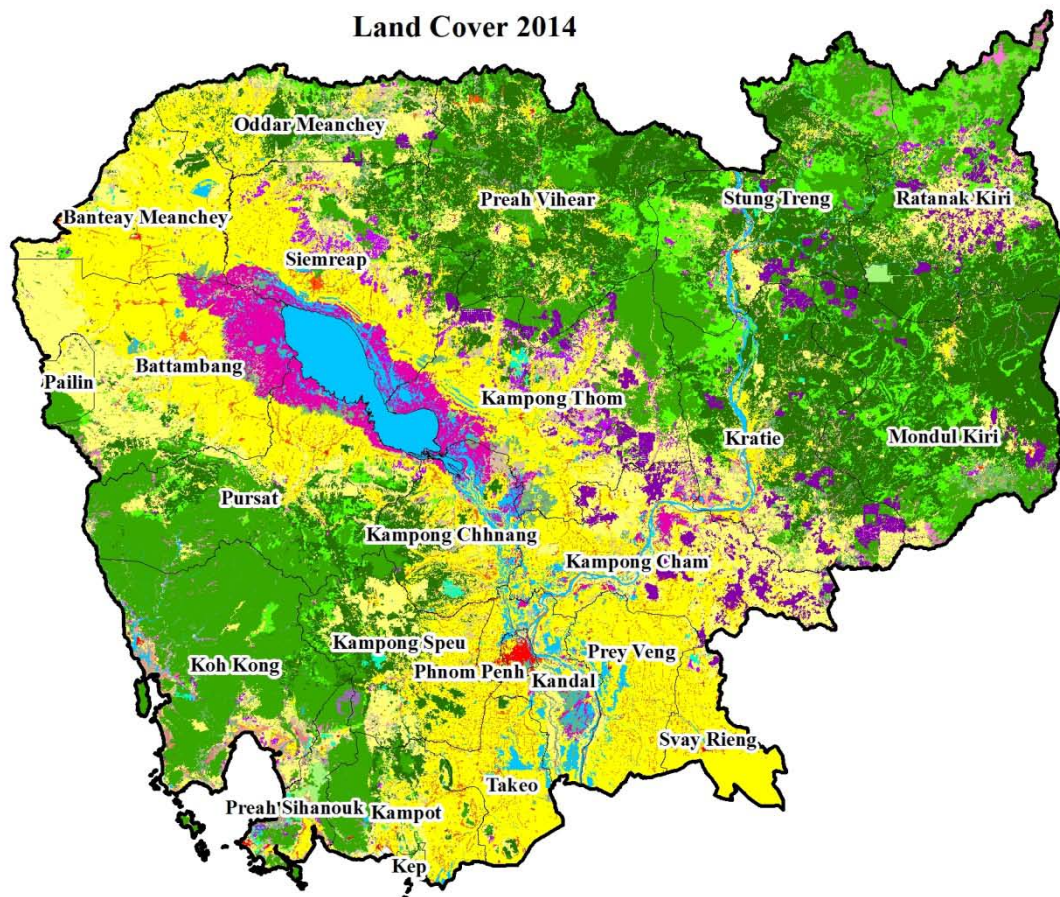 Land Cover 2014
Oddar Meanchey
Preah Vihear
Stung Treng
Ratanak Kiri
Banteay Meanchey
Siemreap
Battambang
Pailin
Kampong Thom
Kratie
Mondul Kiri
Pursat
Kampong Chhnang
Kampong Cham
Kampong Speu
Prey Veng
Koh Kong
Phnom Penh
Kandal
Svay Rieng
Takeo
Preah Sihanouk
Kampot
Kep